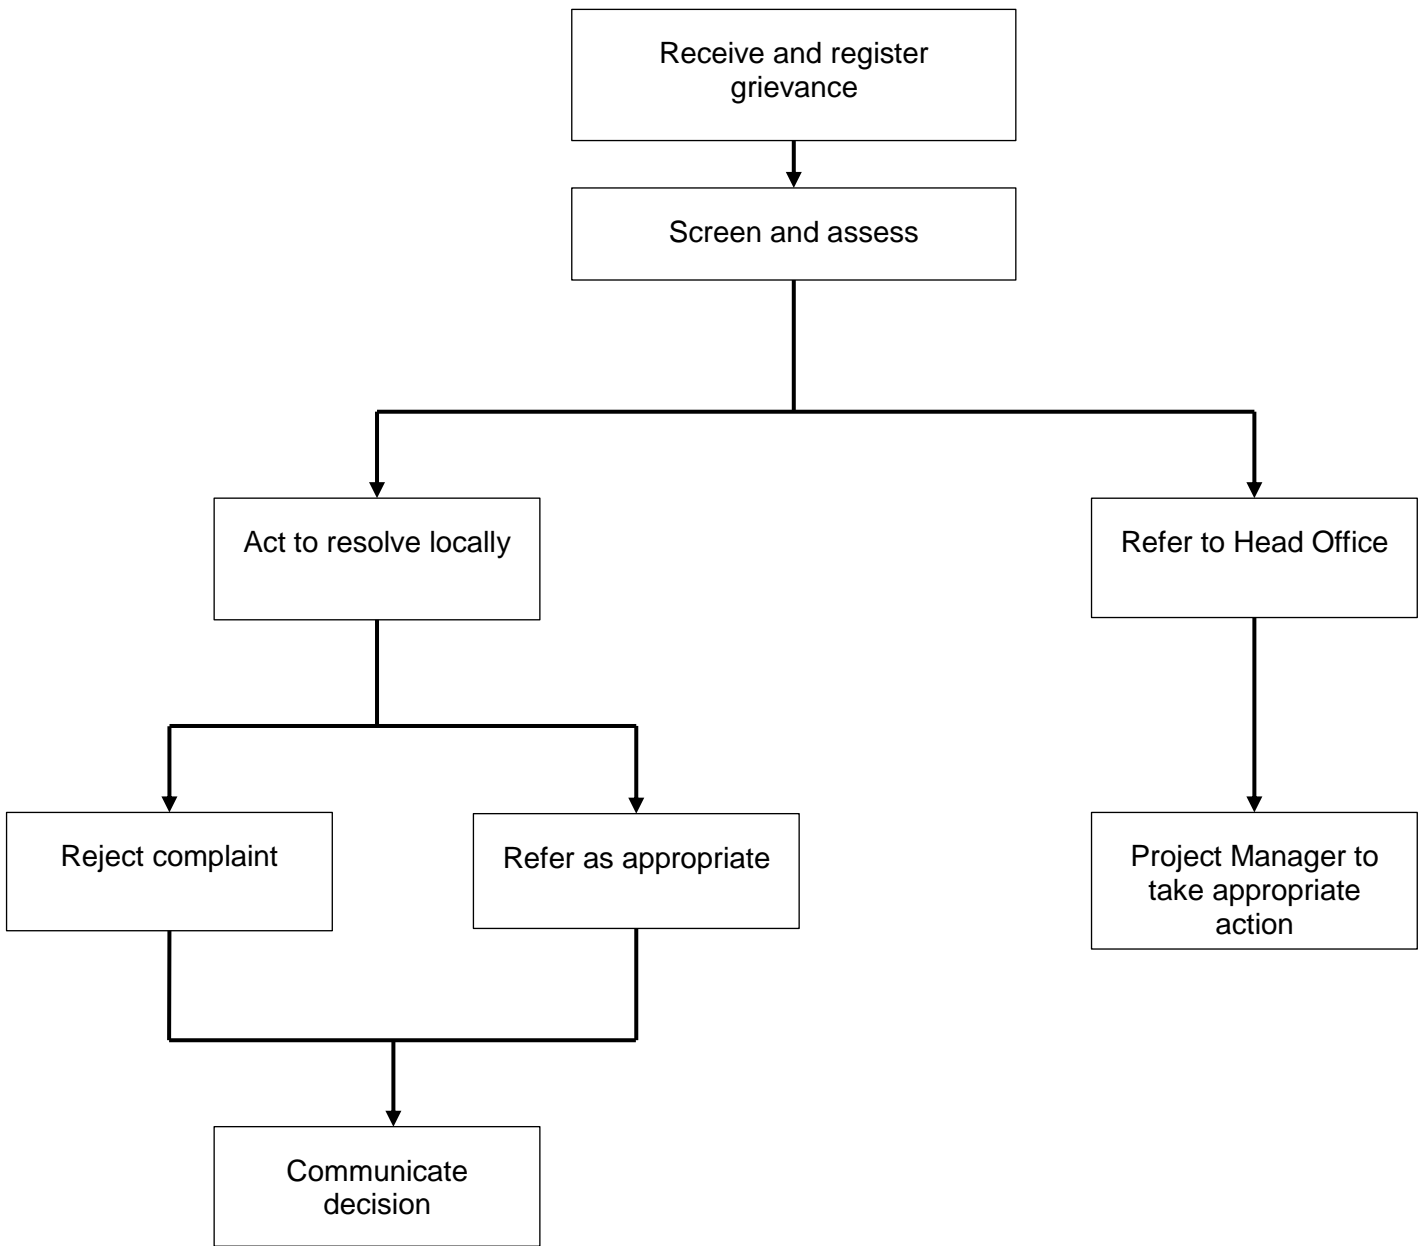 Receive and register
grievance
Screen and assess
Act to resolve locally
Refer to Head Office
Reject complaint
Refer as appropriate
Project Manager to
take appropriate
action
Communicate
decision